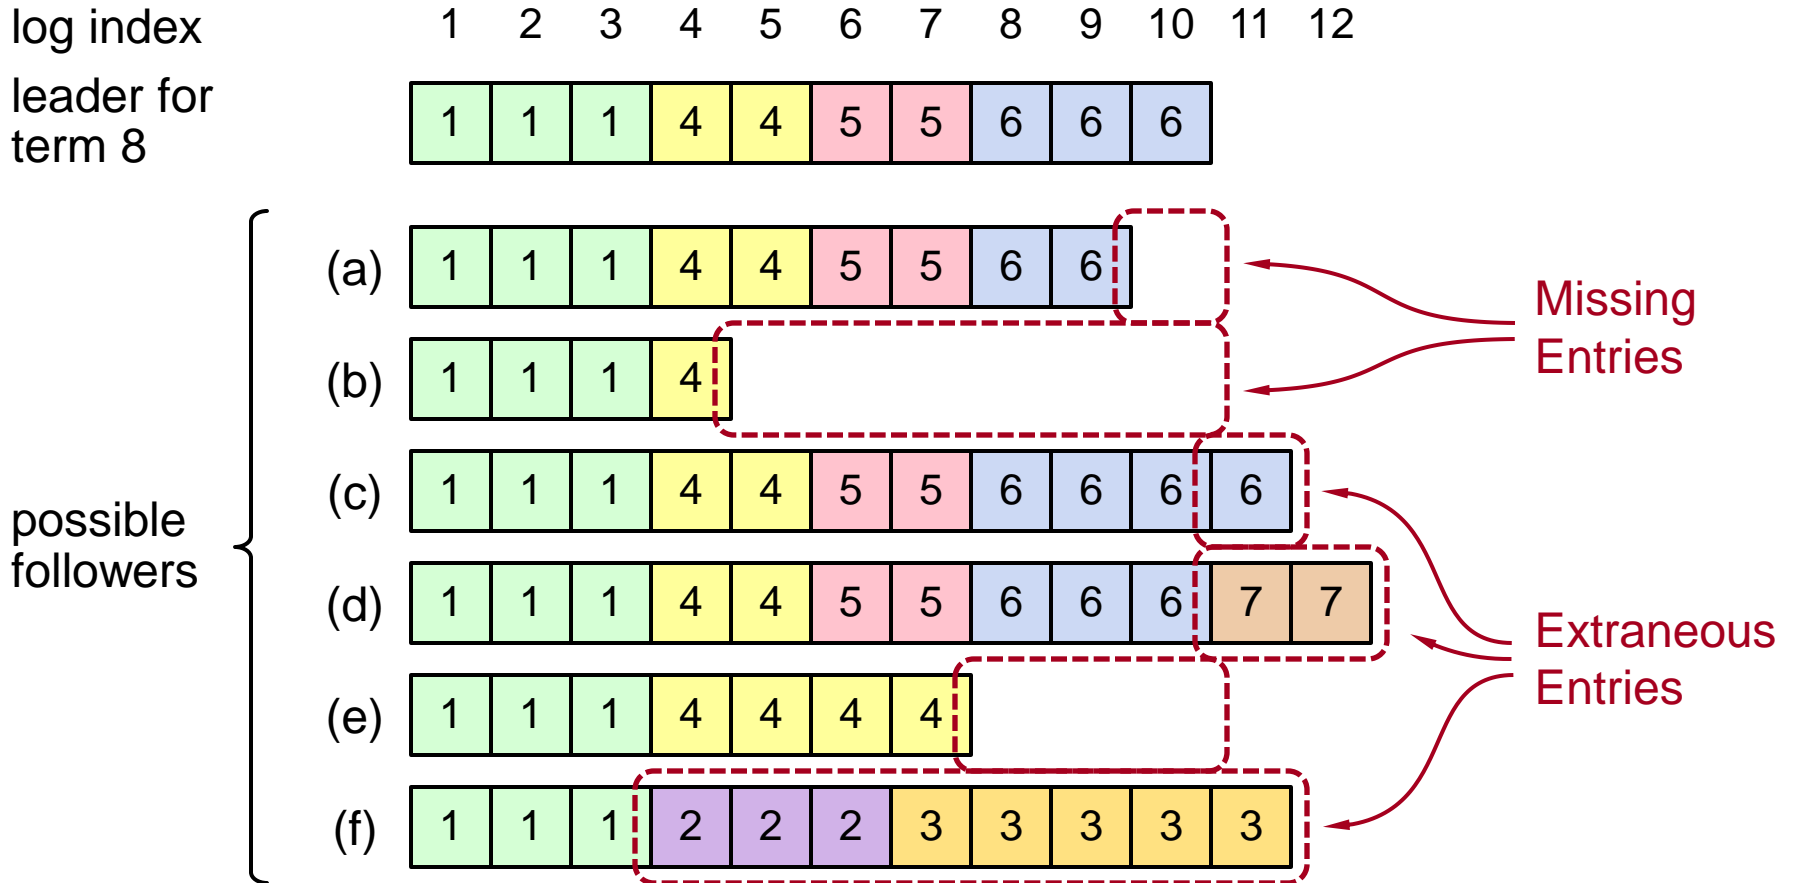 log index 1 2 3 4 5 6 7 8 9 10 11 12
leader for
term 8
1 1 1 4 4 5 5 6 6 6
possible
followers
(a) 1 1 1 4 4 5 5 6 6
(b) 1 1 1 4
(c) 1 1 1 4 4 5 5 6 6 6 6
(d) 1 1 1 4 4 5 5 6 6 6 7 7
(e) 1 1 1 4 4 4 4
(f) 1 1 1 2 2 2 3 3 3 3 3
Missing
Entries
Extraneous
Entries